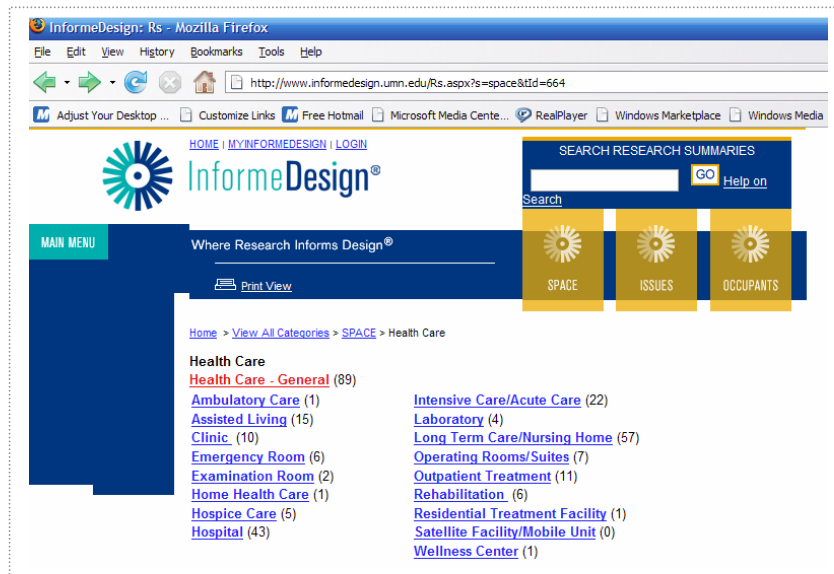 InformeDesign: Rs - Mozilla Firefox
File Edit View History Bookmarks Tools Help
http://www.informedesign.umn.edu/Rs.aspx?s=space&tId=664
Adjust Your Desktop ... Customize Links Free Hotmail Microsoft Media Cente... RealPlayer Windows Marketplace Windows Media
HOME | MYINFORMEDESIGN | LOGIN
SEARCH RESEARCH SUMMARIES
InformeDesign®
GO Help on
Search
MAIN MENU
Where Research Informs Design®
Print View
SPACE ISSUES OCCUPANTS
Home > View All Categories > SPACE > Health Care
Health Care
Health Care - General (89)
Ambulatory Care (1)
Assisted Living (15)
Clinic (10)
Emergency Room (6)
Examination Room (2)
Home Health Care (1)
Hospice Care (5)
Hospital (43)
Intensive Care/Acute Care (22)
Laboratory (4)
Long Term Care/Nursing Home (57)
Operating Rooms/Suites (7)
Outpatient Treatment (11)
Rehabilitation (6)
Residential Treatment Facility (1)
Satellite Facility/Mobile Unit (0)
Wellness Center (1)